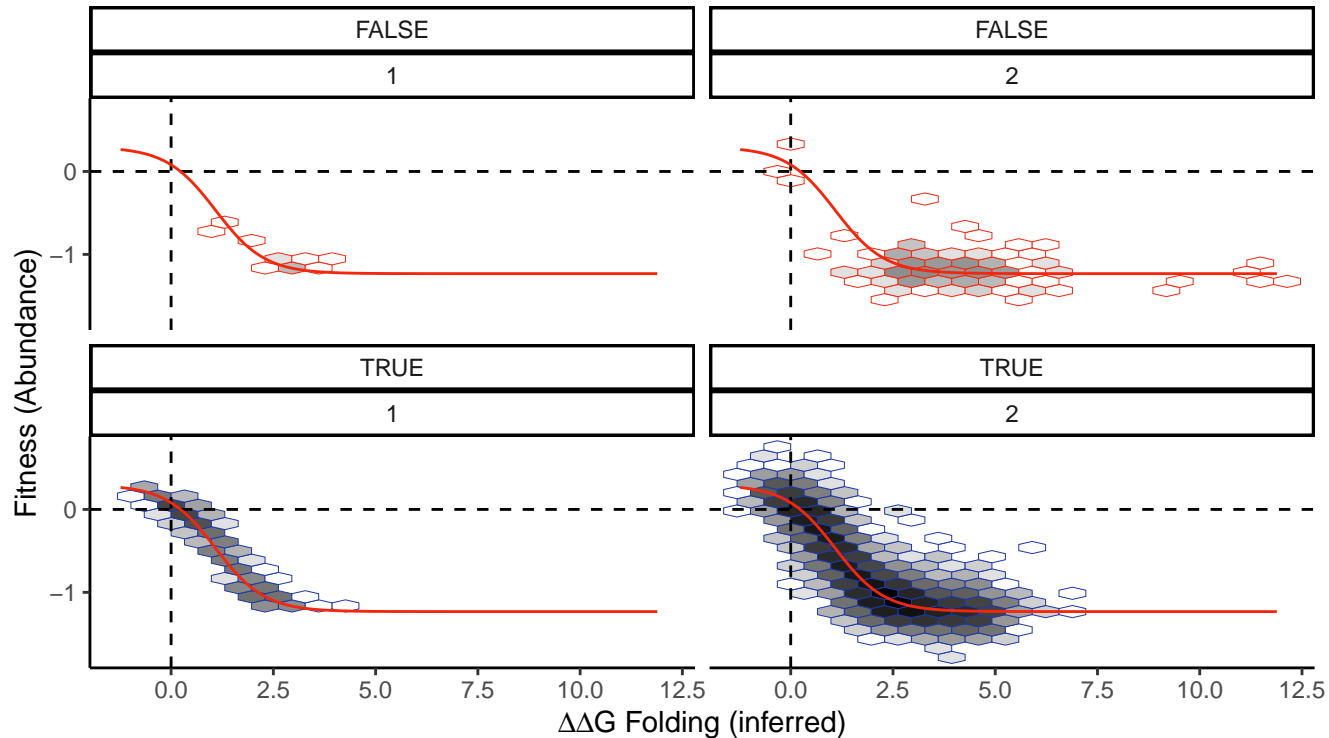 FALSE
FALSE
1
2
0
−1
TRUE
TRUE
1
2
0
−1
0.0 2.5 5.0 7.5 10.0 12.5
0.0 2.5 5.0 7.5 10.0 12.5
ΔΔG Folding (inferred)
Fitness (Abundance)